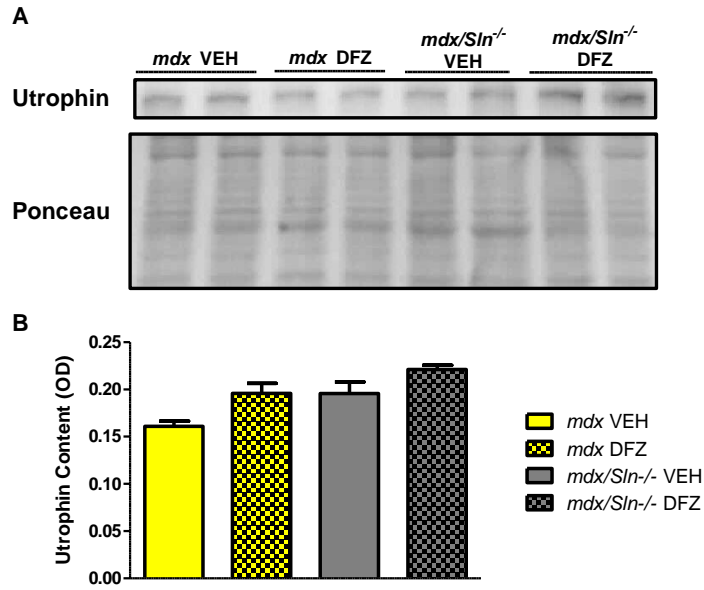 A
mdx VEH
mdx DFZ
mdx/Sln-/-
VEH
mdx/Sln-/-
DFZ
Utrophin
Ponceau
B
Utrophin Content (OD)
0.25
0.20
0.15
0.10
0.05
0.00
mdx VEH
mdx DFZ
mdx/Sln-/- VEH
mdx/Sln-/- DFZ